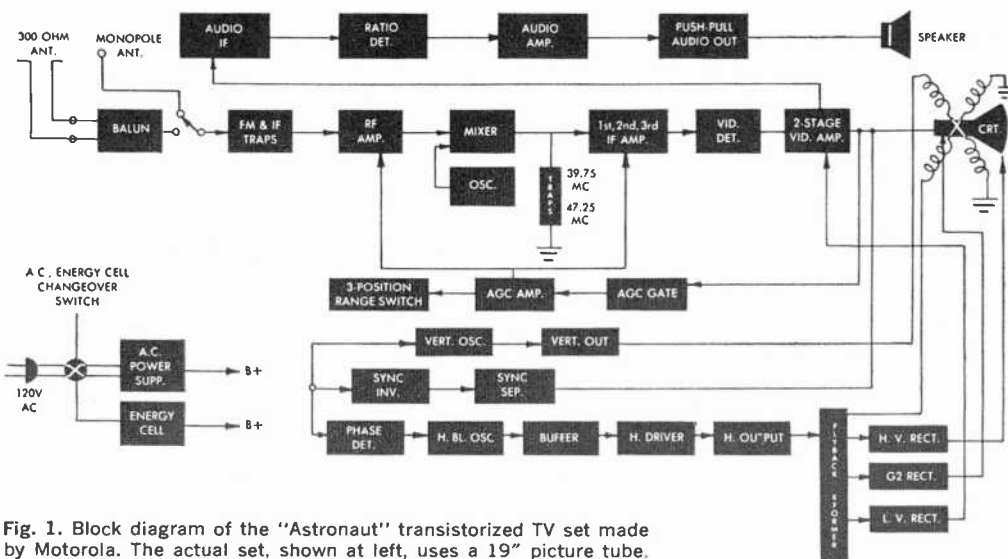 300 OHM
ANT.
MONOPOLE
ANT.
BALUN
FM & IF
TRAPS
AUDIO
IF
RATIO
DET.
AUDIO
AMP.
PUSH-PULL
AUDIO OUT
SPEAKER
RF
AMP.
MIXER
OSC.
TRAPS
39.75
MC
47.25
MC
1st, 2nd, 3rd
IF AMP.
VID.
DET.
2-STAGE
VID. AMP.
CRT
3-POSITION
RANGE SWITCH
AGC AMP.
AGC GATE
A.C., ENERGY CELL
CHANGEOVER
SWITCH
120V
AC
A.C.
POWER
SUPP.
B+
ENERGY
CELL
B+
VERT. OSC.
VERT. OUT
SYNC
INV.
SYNC
SEP.
PHASE
DET.
H. BL. OSC
BUFFER
H. DRIVER
H. OUTPUT
FLYBACK
H. V. RECT.
G2 RECT.
L. V. RECT.
Fig. 1. Block diagram of the "Astronaut" transistorized TV set made
by Motorola. The actual set, shown at left, uses a 19" picture tube.